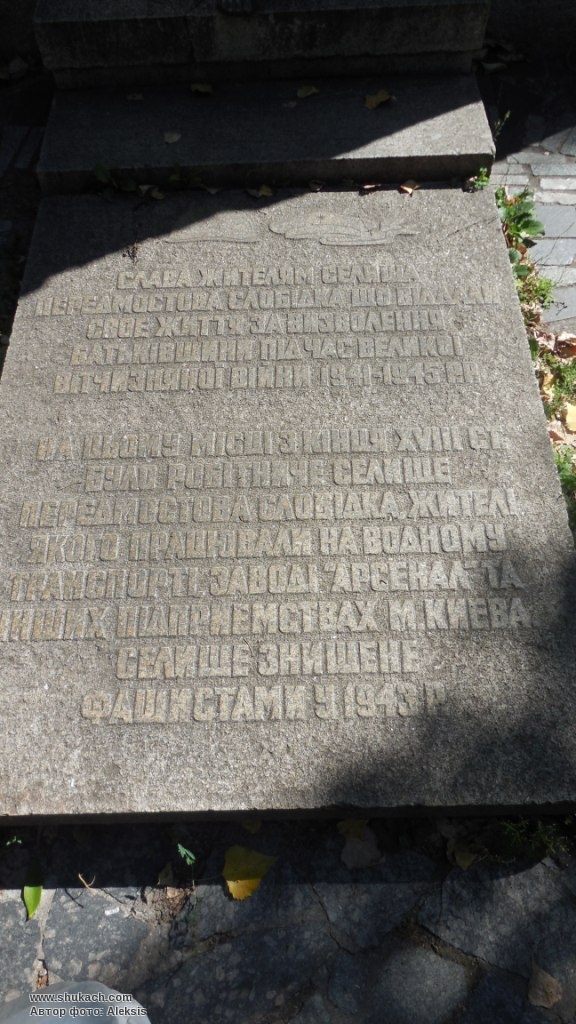 СЛАВА ЖИТЕЛЯМ СЕЛИЩА
ПЕРЕДМОСТОВА СЛОБІДКА ЩО ВІДДАЛИ
СВОЄ ЖИТТЯ ЗА ВИЗВОЛЕННЯ
БАТЬКІВЩИНИ ПІД ЧАС ВЕЛИКОЇ
ВІТЧИЗНЯНОЇ ВІЙНИ 1941-1945 РР.
НА ЦЬОМУ МІСЦІ З КІНЦЯ XVIII СТ.
БУЛО РОБІТНИЧЕ СЕЛИЩЕ
ПЕРЕДМОСТОВА СЛОБІДКА, ЖИТЕЛІ
ЯКОГО ПРАЦЮВАЛИ НА ВОДНОМУ
ТРАНСПОРТІ, ЗАВОДІ "АРСЕНАЛ" ТА
ІНШИХ ПІДПРИЕМСТВАХ М. КИЄВА.
СЕЛИЩЕ ЗНИЩЕНЕ
ФАШИСТАМИ У 1943 Р.
www.shukach.com
Автор фото: Aleksis